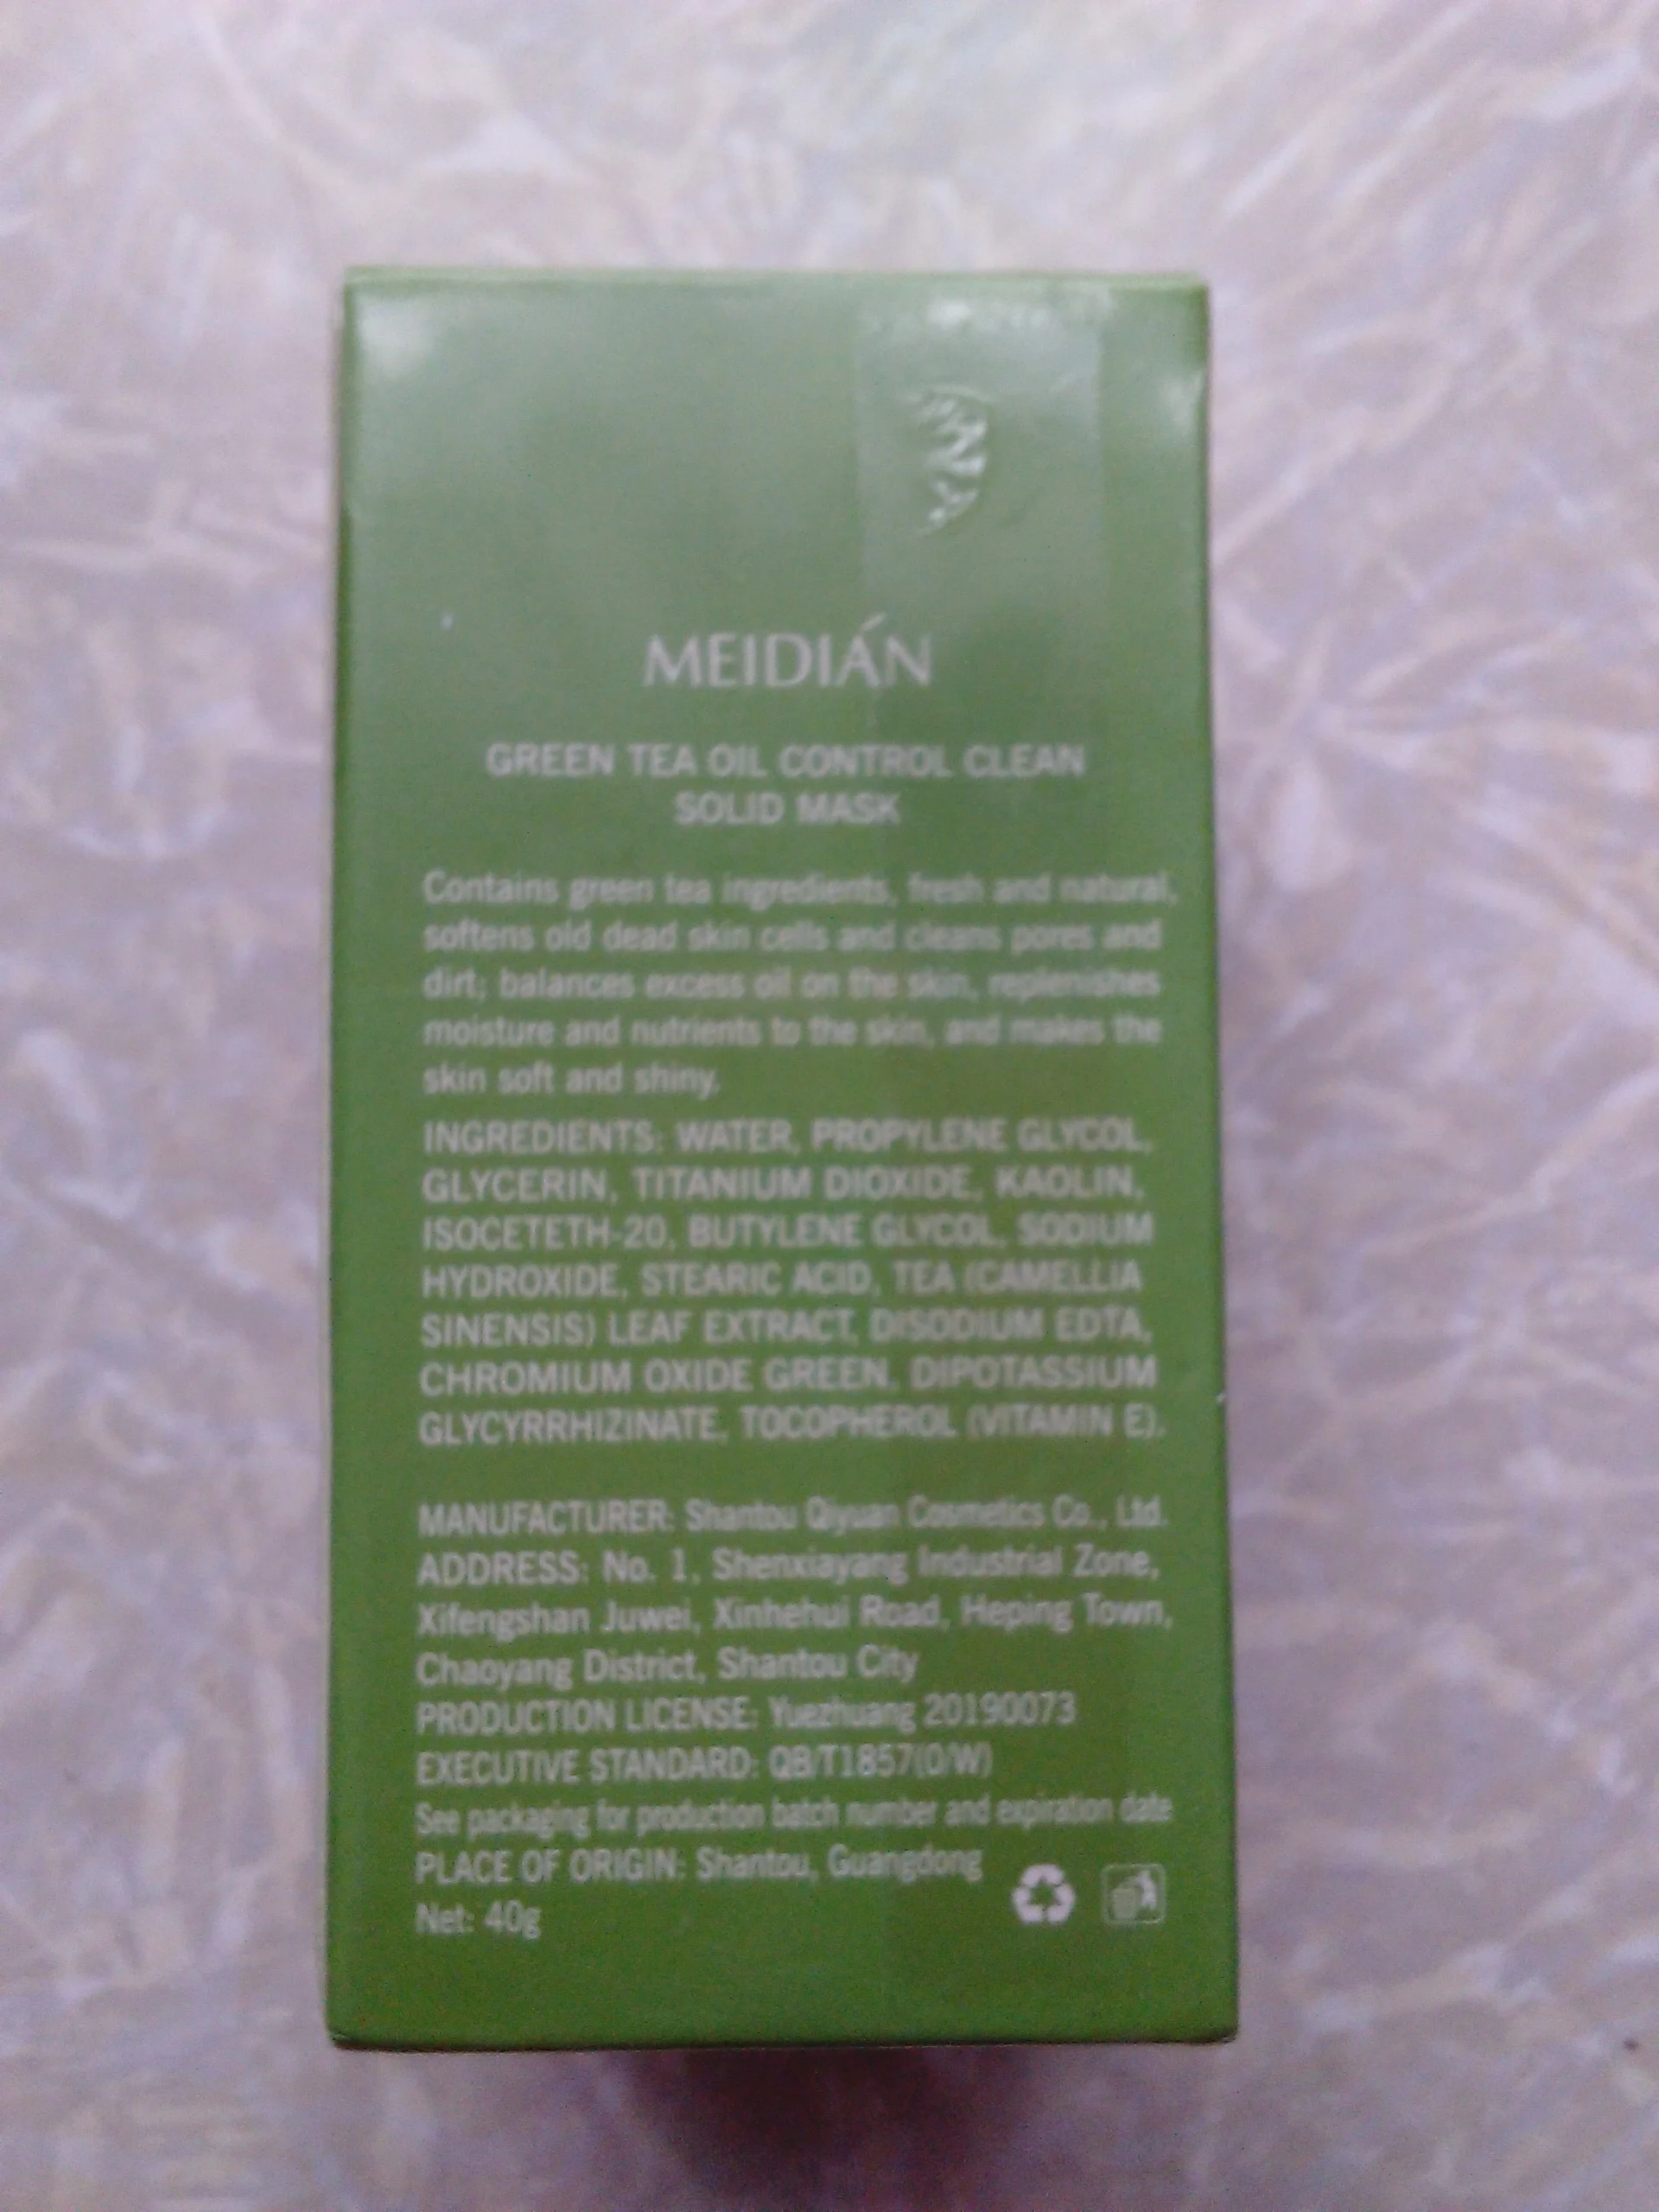 MEIDIÁN
GREEN TEA OIL CONTROL CLEAN
SOLID MASK
Contains green tea ingredients, fresh and natural,
softens old dead skin cells and cleans pores and
dirt; balances excess oil on the skin, replenishes
moisture and nutrients to the skin, and makes the
skin soft and shiny.
INGREDIENTS: WATER, PROPYLENE GLYCOL,
GLYCERIN, TITANIUM DIOXIDE, KAOLIN,
ISOCETETH-20, BUTYLENE GLYCOL, SODIUM
HYDROXIDE, STEARIC ACID, TEA (CAMELLIA
SINENSIS) LEAF EXTRACT, DISODIUM EDTA,
CHROMIUM OXIDE GREEN, DIPOTASSIUM
GLYCYRRHIZINATE, TOCOPHEROL (VITAMIN E).
MANUFACTURER: Shantou Qiyuan Cosmetics Co., Ltd.
ADDRESS: No. 1, Shenxiayang Industrial Zone,
Xifengshan Juwei, Xinhehui Road, Heping Town,
Chaoyang District, Shantou City
PRODUCTION LICENSE: Yuezhuang 20190073
EXECUTIVE STANDARD: QB/T1857(O/W)
See packaging for production batch number and expiration date
PLACE OF ORIGIN: Shantou, Guangdong
Net: 40g